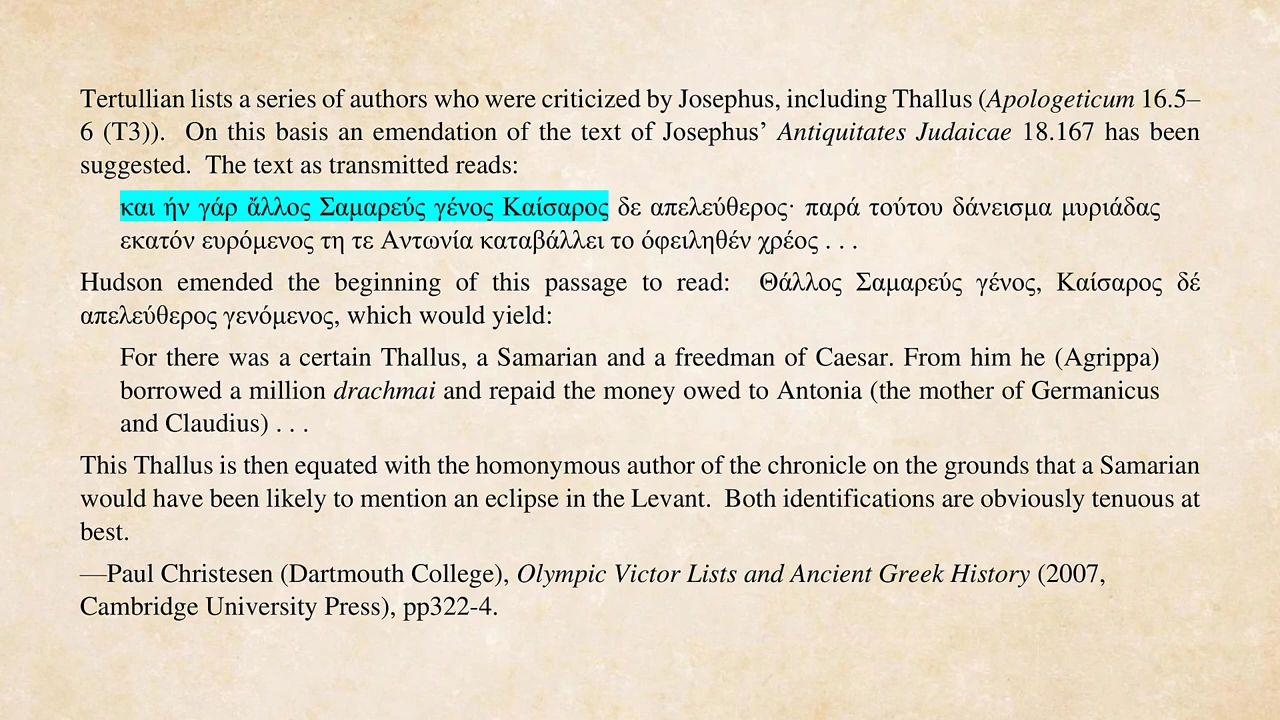 Tertullian lists a series of authors who were criticized by Josephus, including Thallus (Apologeticum 16.5–
6 (T3)). On this basis an emendation of the text of Josephus’ Antiquitates Judaicae 18.167 has been
suggested. The text as transmitted reads:
και ήν γάρ ἄλλος Σαμαρεύς γένος Καίσαρος δε απελεύθερος· παρά τούτου δάνεισμα μυριάδας
εκατόν ευρόμενος τη τε Αντωνία καταβάλλει το όφειληθέν χρέος . . .
Hudson emended the beginning of this passage to read: Θάλλος Σαμαρεύς γένος, Καίσαρος δέ
απελεύθερος γενόμενος, which would yield:
For there was a certain Thallus, a Samarian and a freedman of Caesar. From him he (Agrippa)
borrowed a million drachmai and repaid the money owed to Antonia (the mother of Germanicus
and Claudius) . . .
This Thallus is then equated with the homonymous author of the chronicle on the grounds that a Samarian
would have been likely to mention an eclipse in the Levant. Both identifications are obviously tenuous at
best.
—Paul Christesen (Dartmouth College), Olympic Victor Lists and Ancient Greek History (2007,
Cambridge University Press), pp322-4.